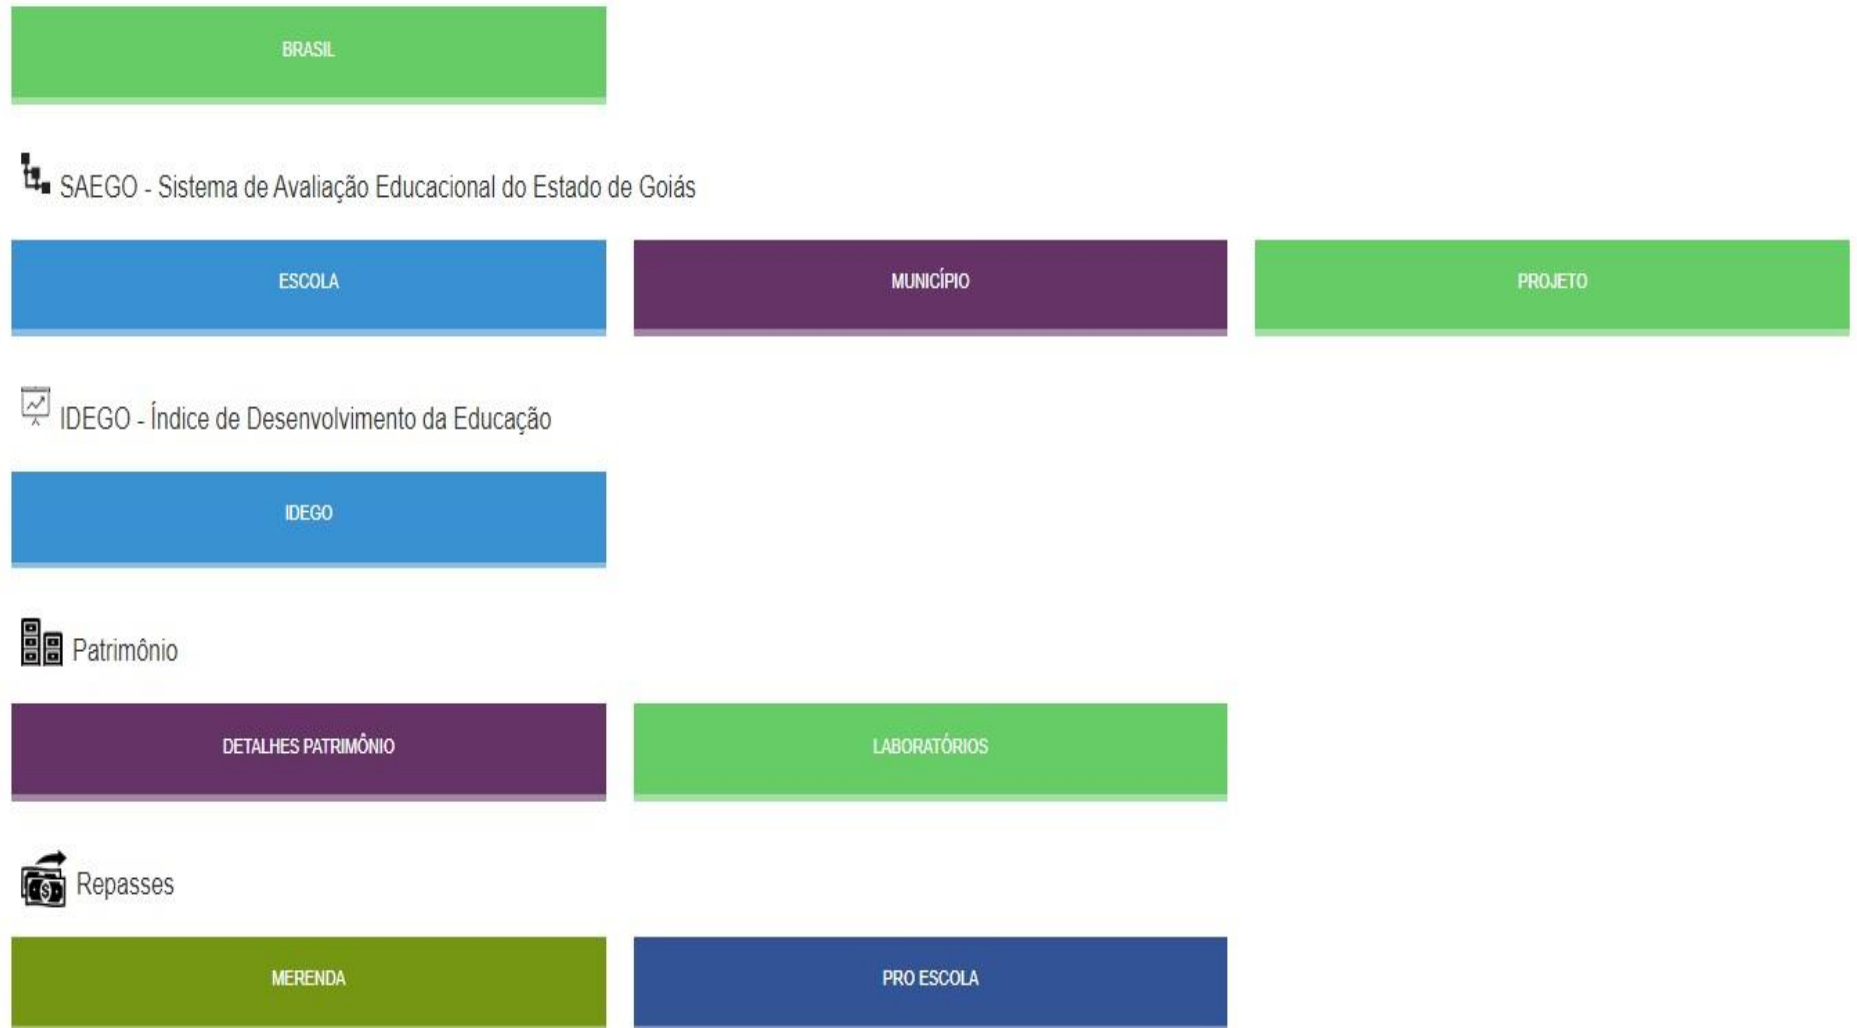 BRASIL
SAEGO - Sistema de Avaliação Educacional do Estado de Goiás
ESCOLA
MUNICÍPIO
PROJETO
IDEGO - Índice de Desenvolvimento da Educação
IDEGO
Patrimônio
DETALHES PATRIMÔNIO
LABORATÓRIOS
Repasses
MERENDA
PRO ESCOLA